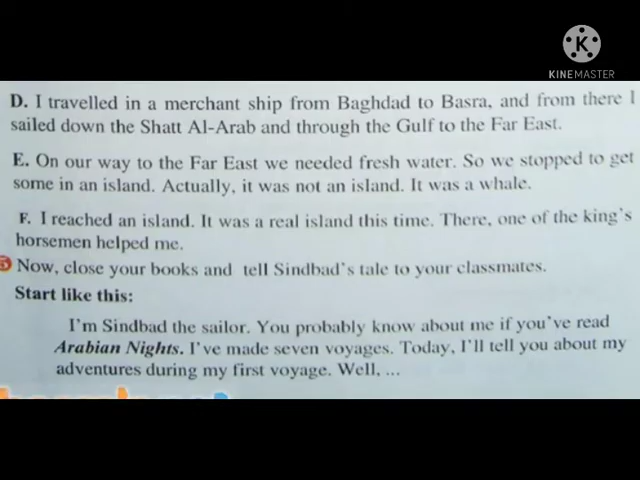 K
KINEMASTER
D. I travelled in a merchant ship from Baghdad to Basra, and from there I
sailed down the Shatt Al-Arab and through the Gulf to the Far East.
E. On our way to the Far East we needed fresh water. So we stopped to get
some in an island. Actually, it was not an island. It was a whale.
F. I reached an island. It was a real island this time. There, one of the king's
horsemen helped me.
5 Now, close your books and tell Sindbad's tale to your classmates.
Start like this:
I'm Sindbad the sailor. You probably know about me if you've read
Arabian Nights. I've made seven voyages. Today, I'll tell you about my
adventures during my first voyage. Well, ...